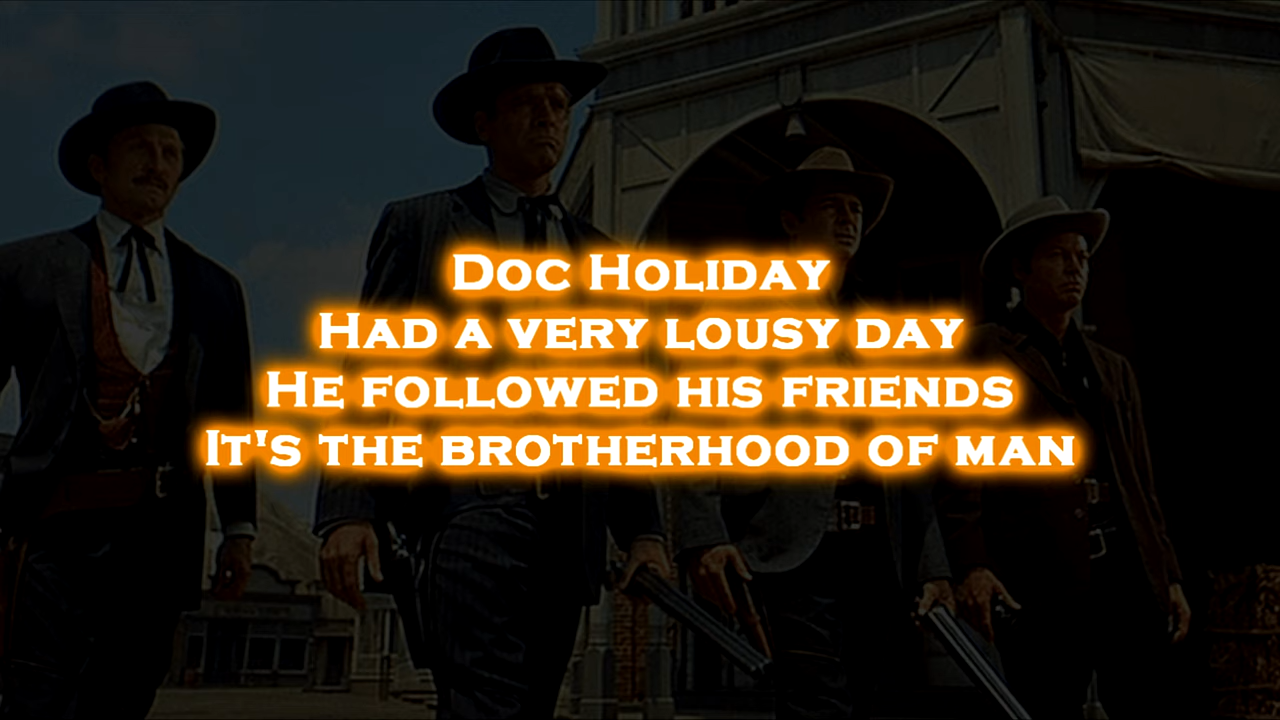 Doc Holiday
Had a very lousy day
He followed his friends
It's the brotherhood of man